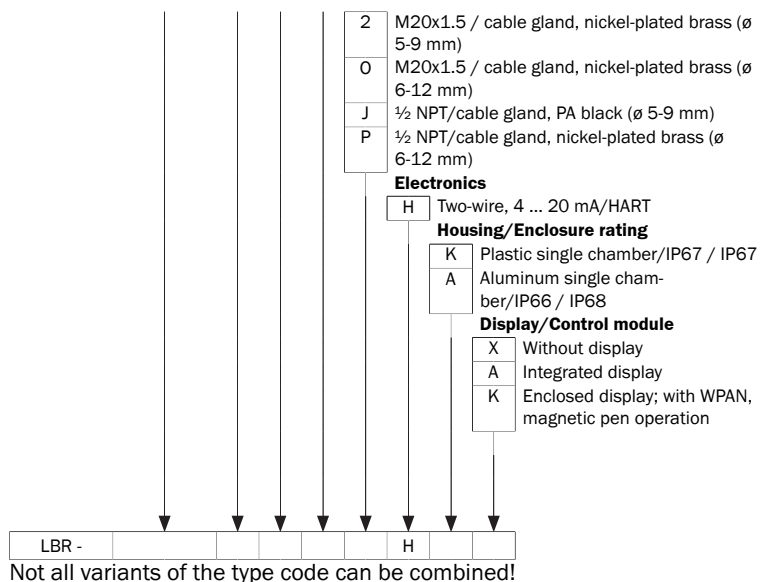 2 M20x1.5 / cable gland, nickel-plated brass (ø
5-9 mm)
O M20x1.5 / cable gland, nickel-plated brass (ø
6-12 mm)
J ½ NPT/cable gland, PA black (ø 5-9 mm)
P ½ NPT/cable gland, nickel-plated brass (ø
6-12 mm)
Electronics
H Two-wire, 4 ... 20 mA/HART
Housing/Enclosure rating
K Plastic single chamber/IP67 / IP67
A Aluminum single cham-
ber/IP66 / IP68
Display/Control module
X Without display
A Integrated display
K Enclosed display; with WPAN,
magnetic pen operation
LBR - H
Not all variants of the type code can be combined!